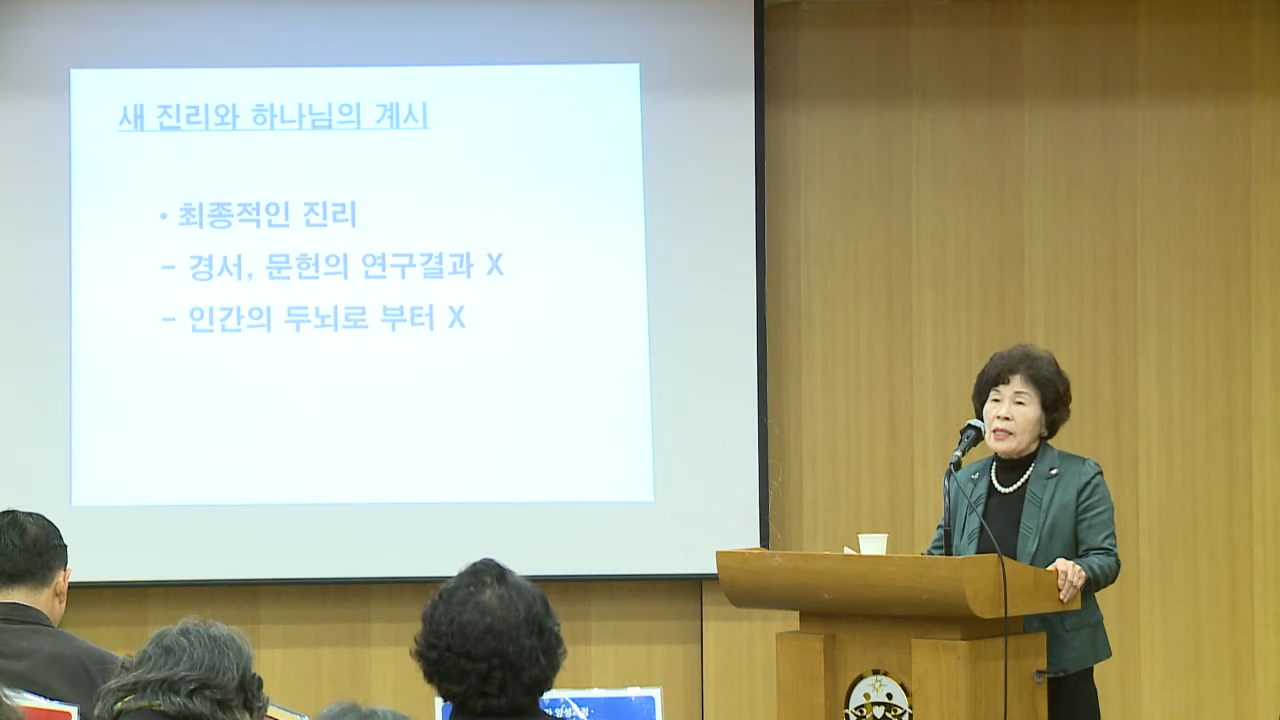 새 진리와 하나님의 계시
• 최종적인 진리
- 경서, 문헌의 연구결과 X
- 인간의 두뇌로 부터 X